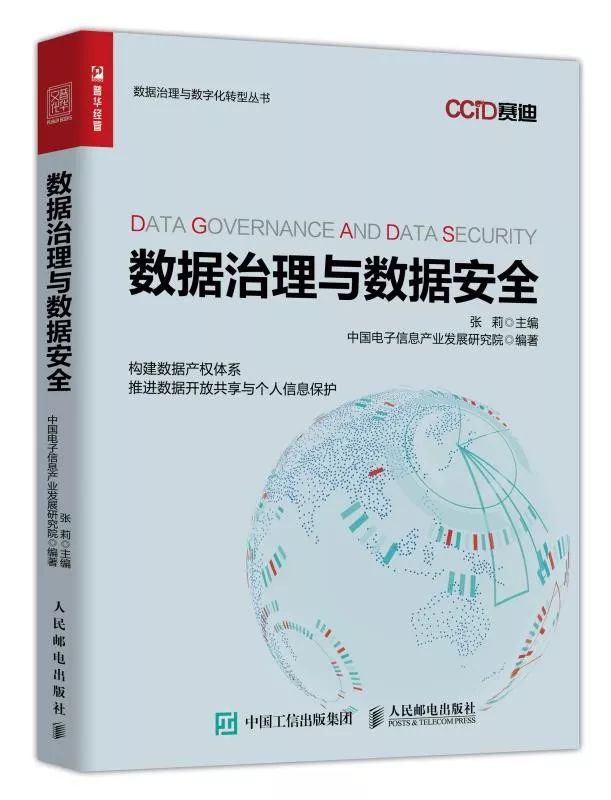 普华文化
PUHUA BOOKS
普华经管
数据治理与数据安全
中国电子信息产业发展研究院 编著
张 莉 主编
人民邮电出版社
数据治理与数字化转型丛书
CCID赛迪
DATA GOVERNANCE AND DATA SECURITY
数据治理与数据安全
张 莉◎主编
中国电子信息产业发展研究院◎编著
构建数据产权体系
推进数据开放共享与个人信息保护
中国工信出版集团
人民邮电出版社
POSTS & TELECOM PRESS